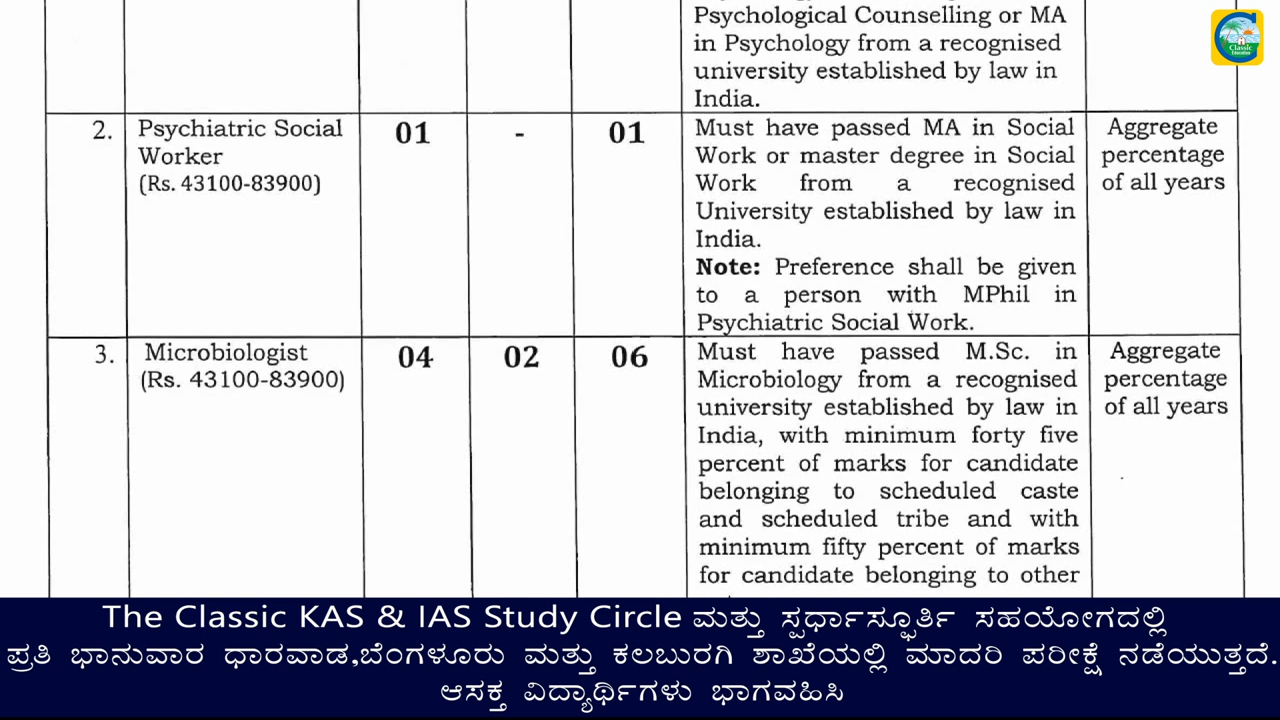 Psychological Counselling or MA
in Psychology from a recognised
university established by law in
India.
2.
Psychiatric Social
Worker
(Rs. 43100-83900)
01
-
01
Must have passed MA in Social
Work or master degree in Social
Work from a recognised
University established by law in
India.
Note: Preference shall be given
to a person with MPhil in
Psychiatric Social Work.
Aggregate
percentage
of all years
3.
Microbiologist
(Rs. 43100-83900)
04
02
06
Must have passed M.Sc. in
Microbiology from a recognised
university established by law in
India, with minimum forty five
percent of marks for candidate
belonging to scheduled caste
and scheduled tribe and with
minimum fifty percent of marks
for candidate belonging to other
Aggregate
percentage
of all years
Classic
Education
The Classic KAS & IAS Study Circle ಮತ್ತು ಸ್ಪರ್ಧಾಸ್ಫೂರ್ತಿ ಸಹಯೋಗದಲ್ಲಿ
ಪ್ರತಿ ಭಾನುವಾರ ಧಾರವಾಡ,ಬೆಂಗಳೂರು ಮತ್ತು ಕಲಬುರಗಿ ಶಾಖೆಯಲ್ಲಿ ಮಾದರಿ ಪರೀಕ್ಷೆ ನಡೆಯುತ್ತದೆ.
ಆಸಕ್ತ ವಿದ್ಯಾರ್ಥಿಗಳು ಭಾಗವಹಿಸಿ